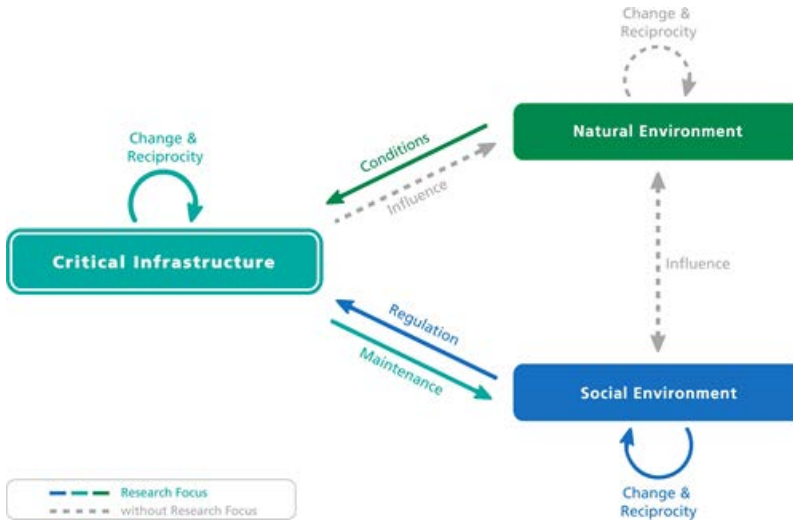 Change &
Reciprocity
Natural Environment
Change &
Reciprocity
Conditions
Influence
Critical Infrastructure
Influence
Regulation
Maintenance
Social Environment
Change &
Reciprocity
Research Focus
without Research Focus